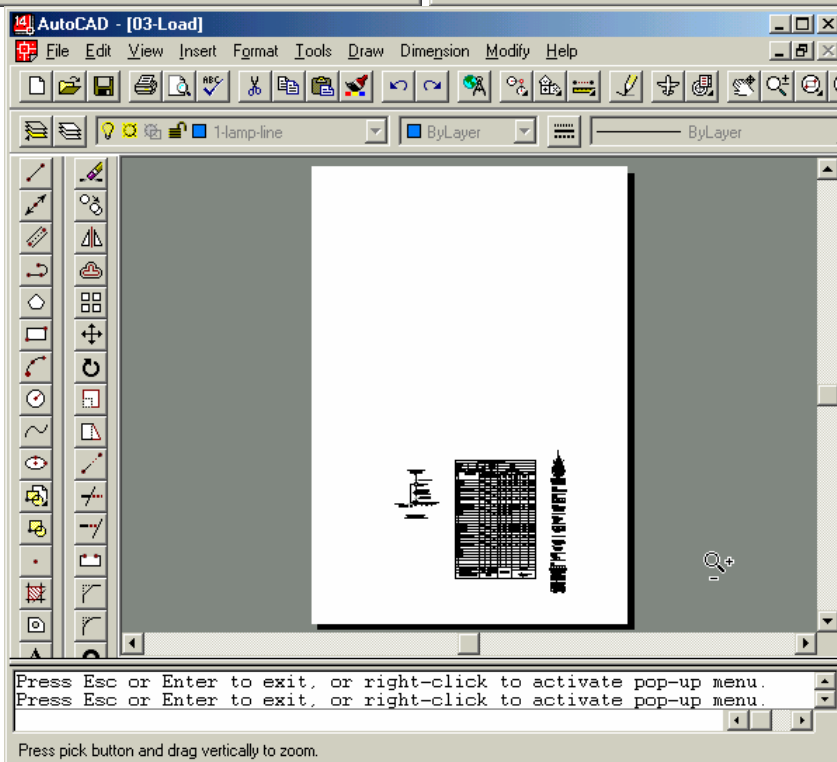 AutoCAD - [03-Load]
File Edit View Insert Format Tools Draw Dimension Modify Help
ABC
1-lamp-line ByLayer ByLayer
Press Esc or Enter to exit, or right-click to activate pop-up menu.
Press Esc or Enter to exit, or right-click to activate pop-up menu.
Press pick button and drag vertically to zoom.